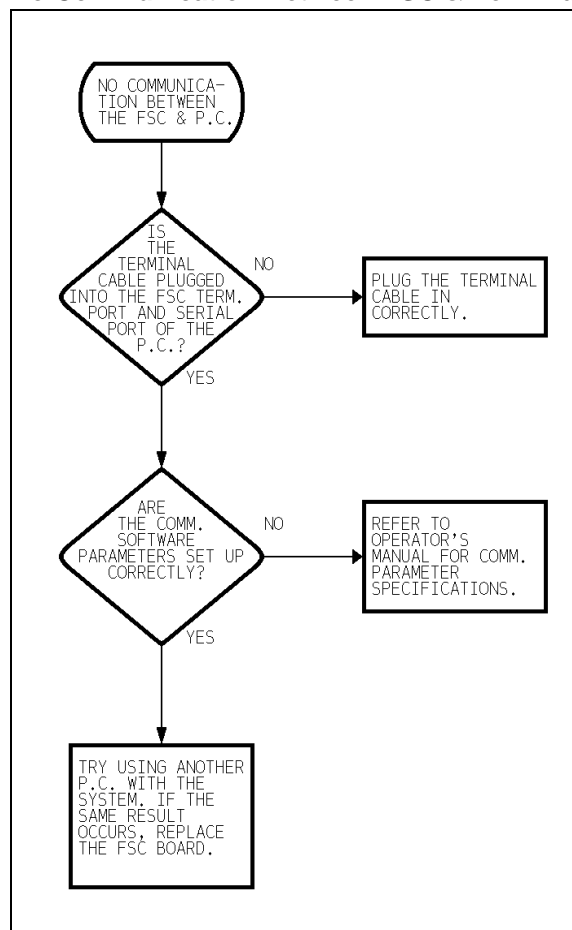 NO COMMUNICA-
TION BETWEEN
THE FSC & P.C.
IS
THE
TERMINAL
CABLE PLUGGED
INTO THE FSC TERM.
PORT AND SERIAL
PORT OF THE
P.C.?
NO
PLUG THE TERMINAL
CABLE IN
CORRECTLY.
YES
ARE
THE COMM.
SOFTWARE
PARAMETERS SET UP
CORRECTLY?
NO
REFER TO
OPERATOR'S
MANUAL FOR COMM.
PARAMETER
SPECIFICATIONS.
YES
TRY USING ANOTHER
P.C. WITH THE
SYSTEM. IF THE
SAME RESULT
OCCURS, REPLACE
THE FSC BOARD.